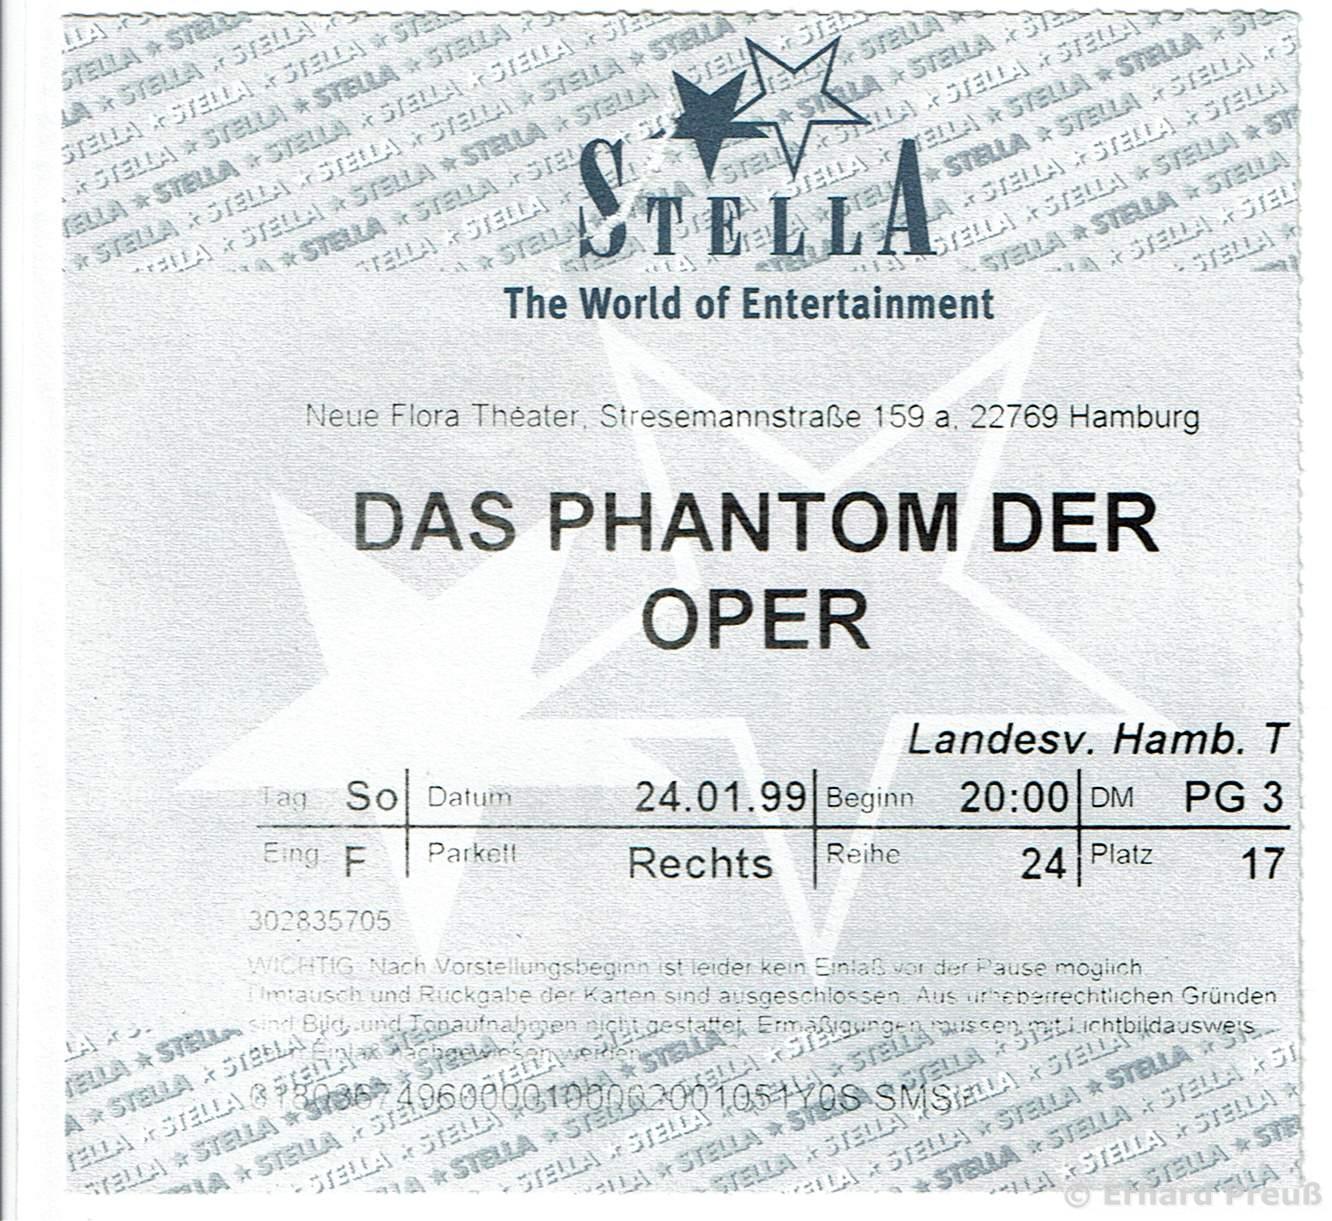 STELLA
The World of Entertainment
Neue Flora Theater, Stresemannstraße 159 a, 22769 Hamburg
DAS PHANTOM DER
OPER
Landesv. Hamb. T
Tag So Datum 24.01.99 Beginn 20:00 DM PG 3
Eing. F Parkett Rechts Reihe 24 Platz 17
302835705
WICHTIG: Nach Vorstellungsbeginn ist leider kein Einlaß vor der Pause möglich.
Umtausch und Rückgabe der Karten sind ausgeschlossen. Aus urheberrechtlichen Gründen
sind Bild- und Tonaufnahmen nicht gestattet. Ermäßigungen müssen mit Lichtbildausweis
beim Einlaß nachgewiesen werden.
SMS
© Erhard Preuß